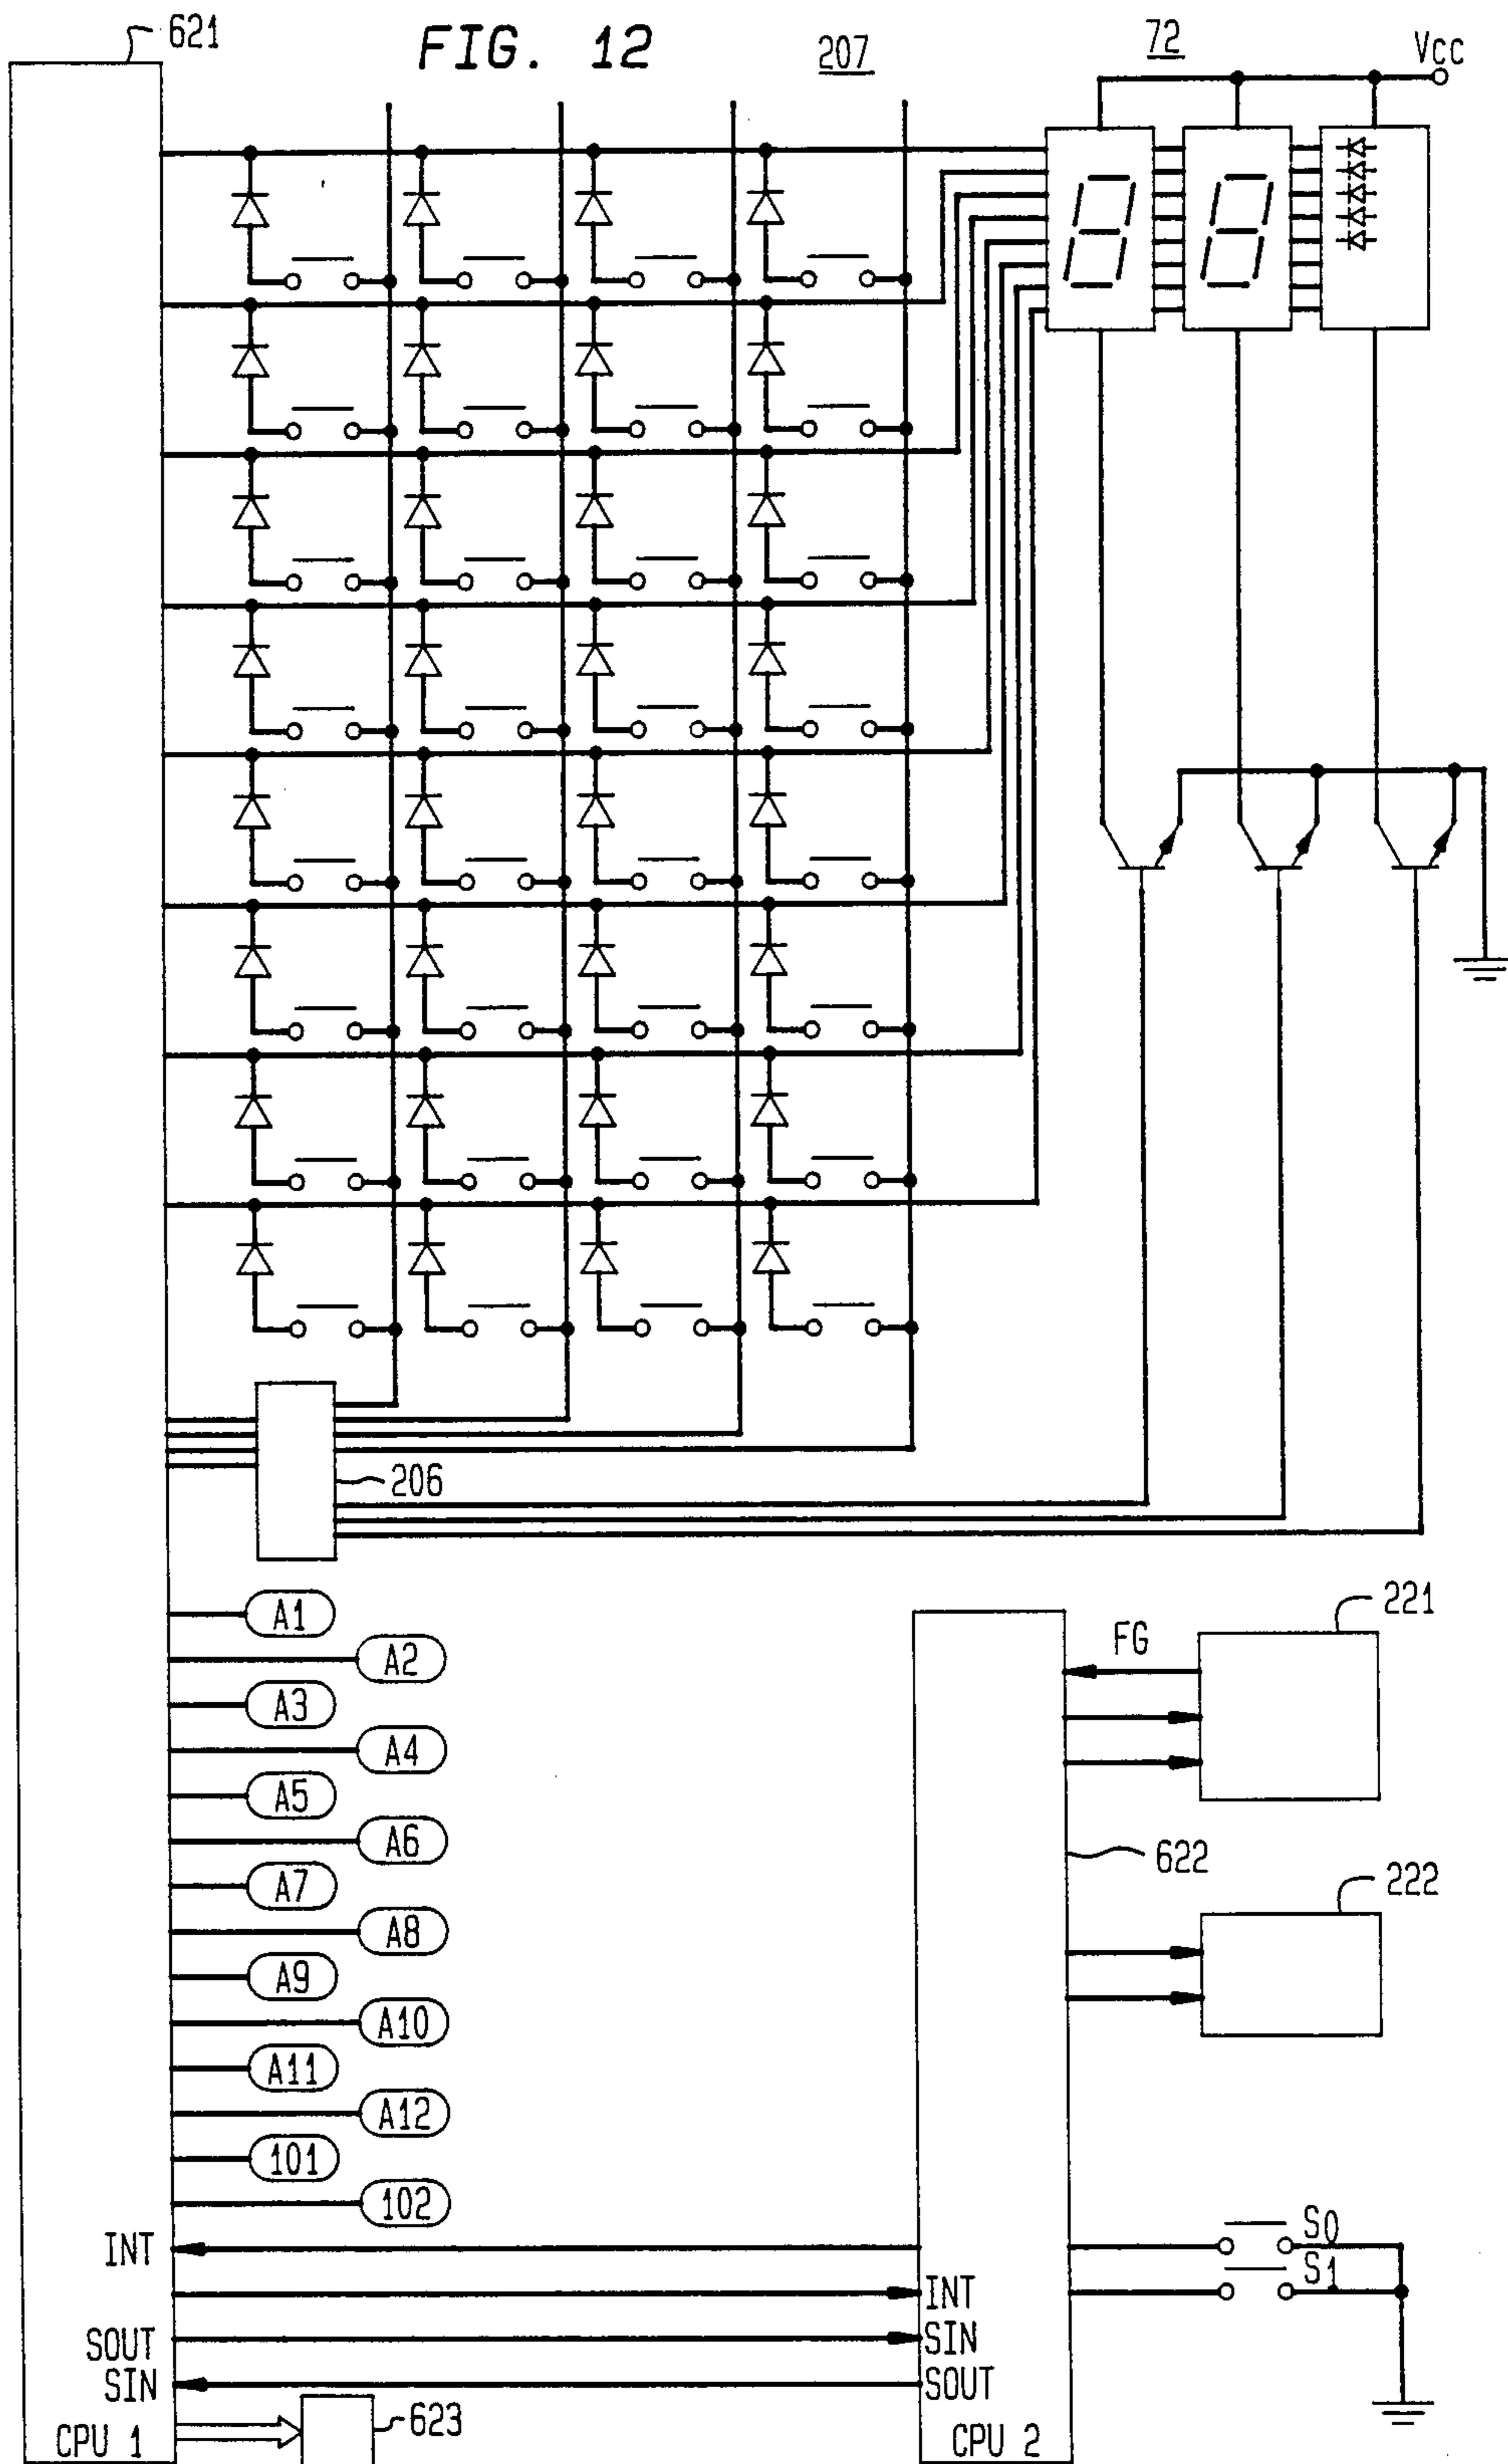 621
FIG. 12
207
72
VCC
206
A1
A2
A3
A4
A5
A6
A7
A8
A9
A10
A11
A12
101
102
FG
221
622
222
S0
S1
INT
INT
SOUT
SIN
SIN
SOUT
CPU 1
623
CPU 2